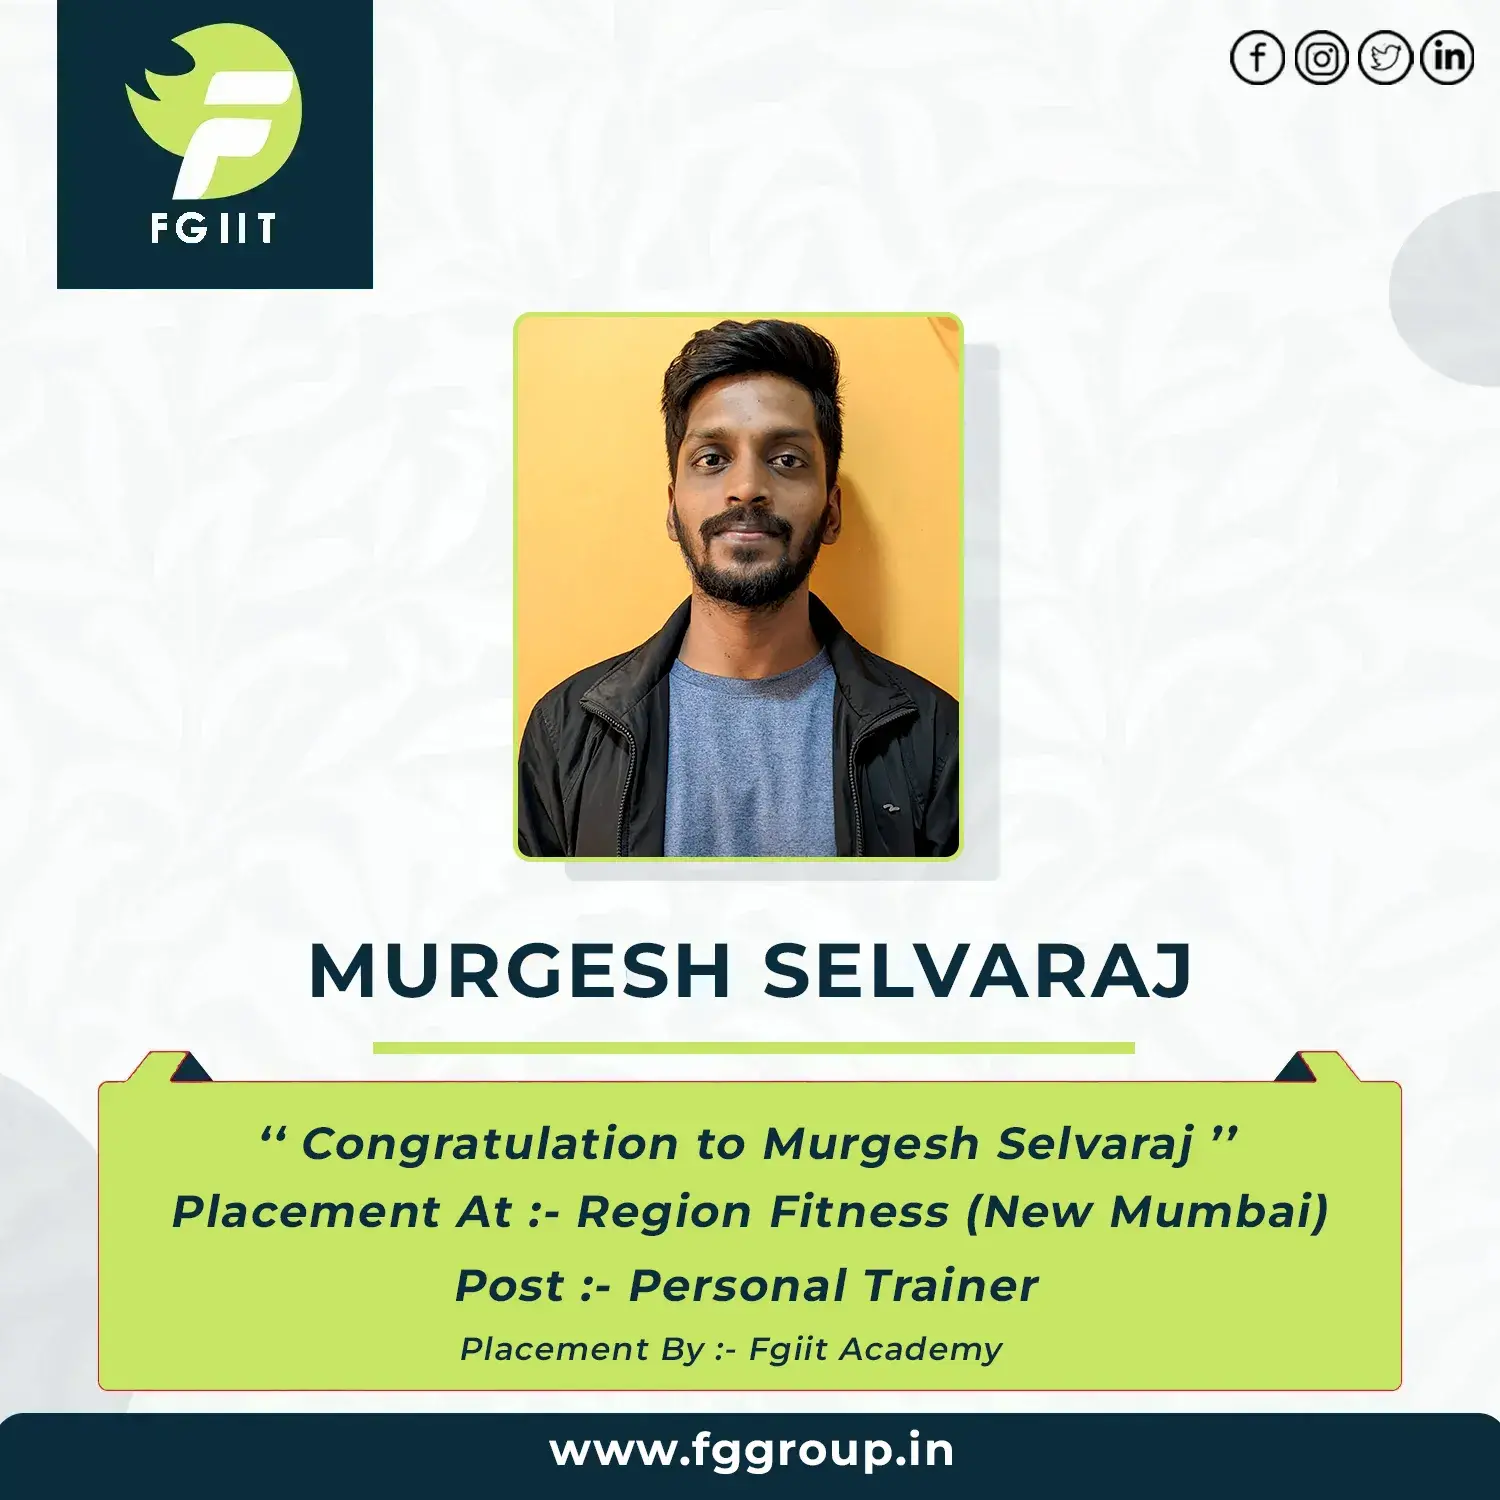 FGIIT
MURGESH SELVARAJ
‘‘ Congratulation to Murgesh Selvaraj ’’
Placement At :- Region Fitness (New Mumbai)
Post :- Personal Trainer
Placement By :- Fgiit Academy
www.fggroup.in